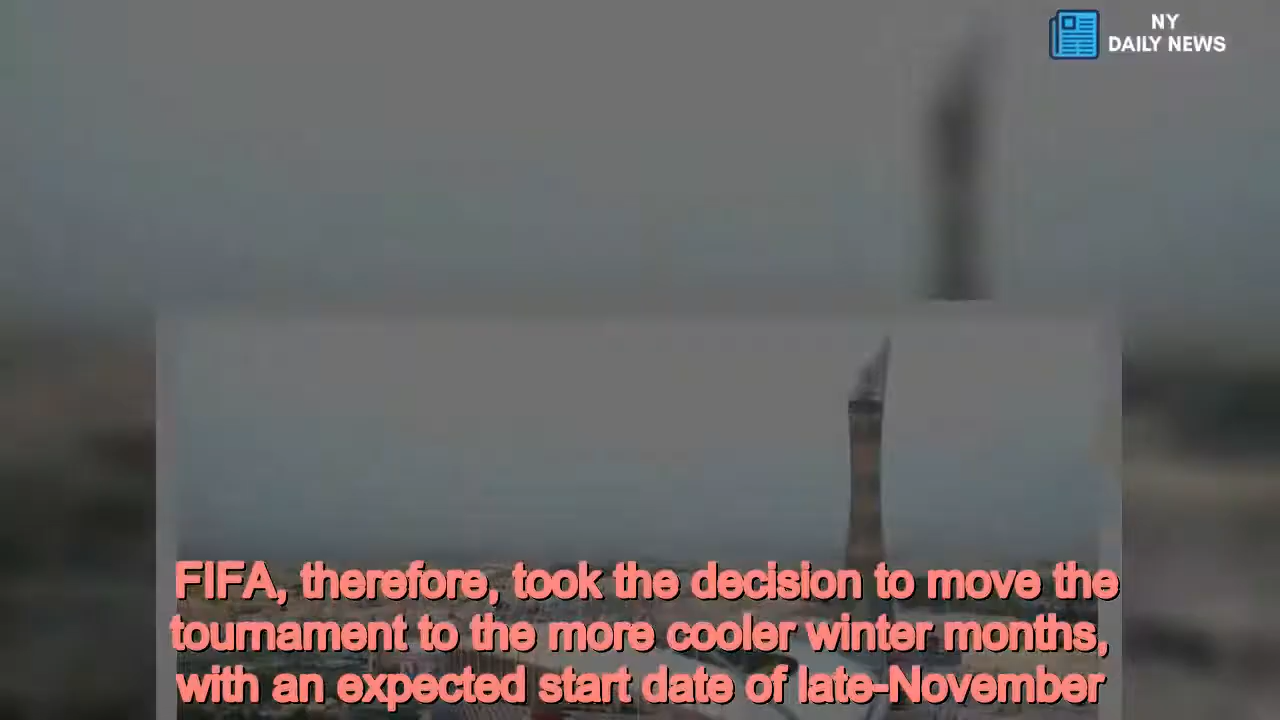 NY
DAILY NEWS
FIFA, therefore, took the decision to move the
tournament to the more cooler winter months,
with an expected start date of late-November